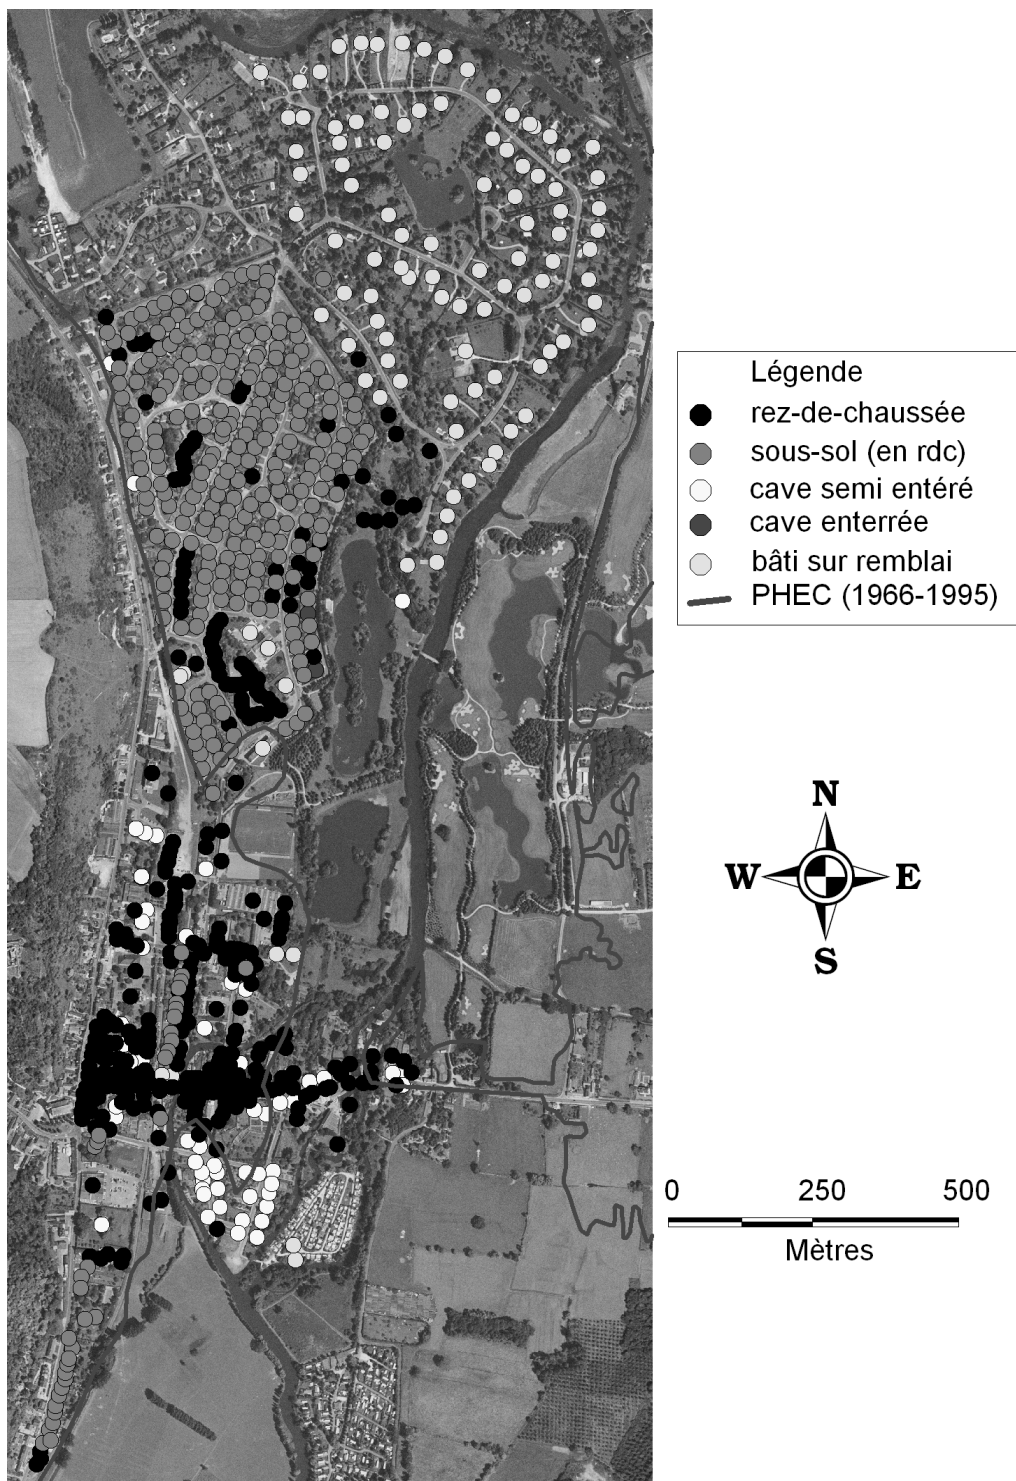 Légende
rez-de-chaussée
sous-sol (en rdc)
cave semi entéré
cave enterrée
bâti sur remblai
PHEC (1966-1995)
N
W E
S
0 250 500
Mètres